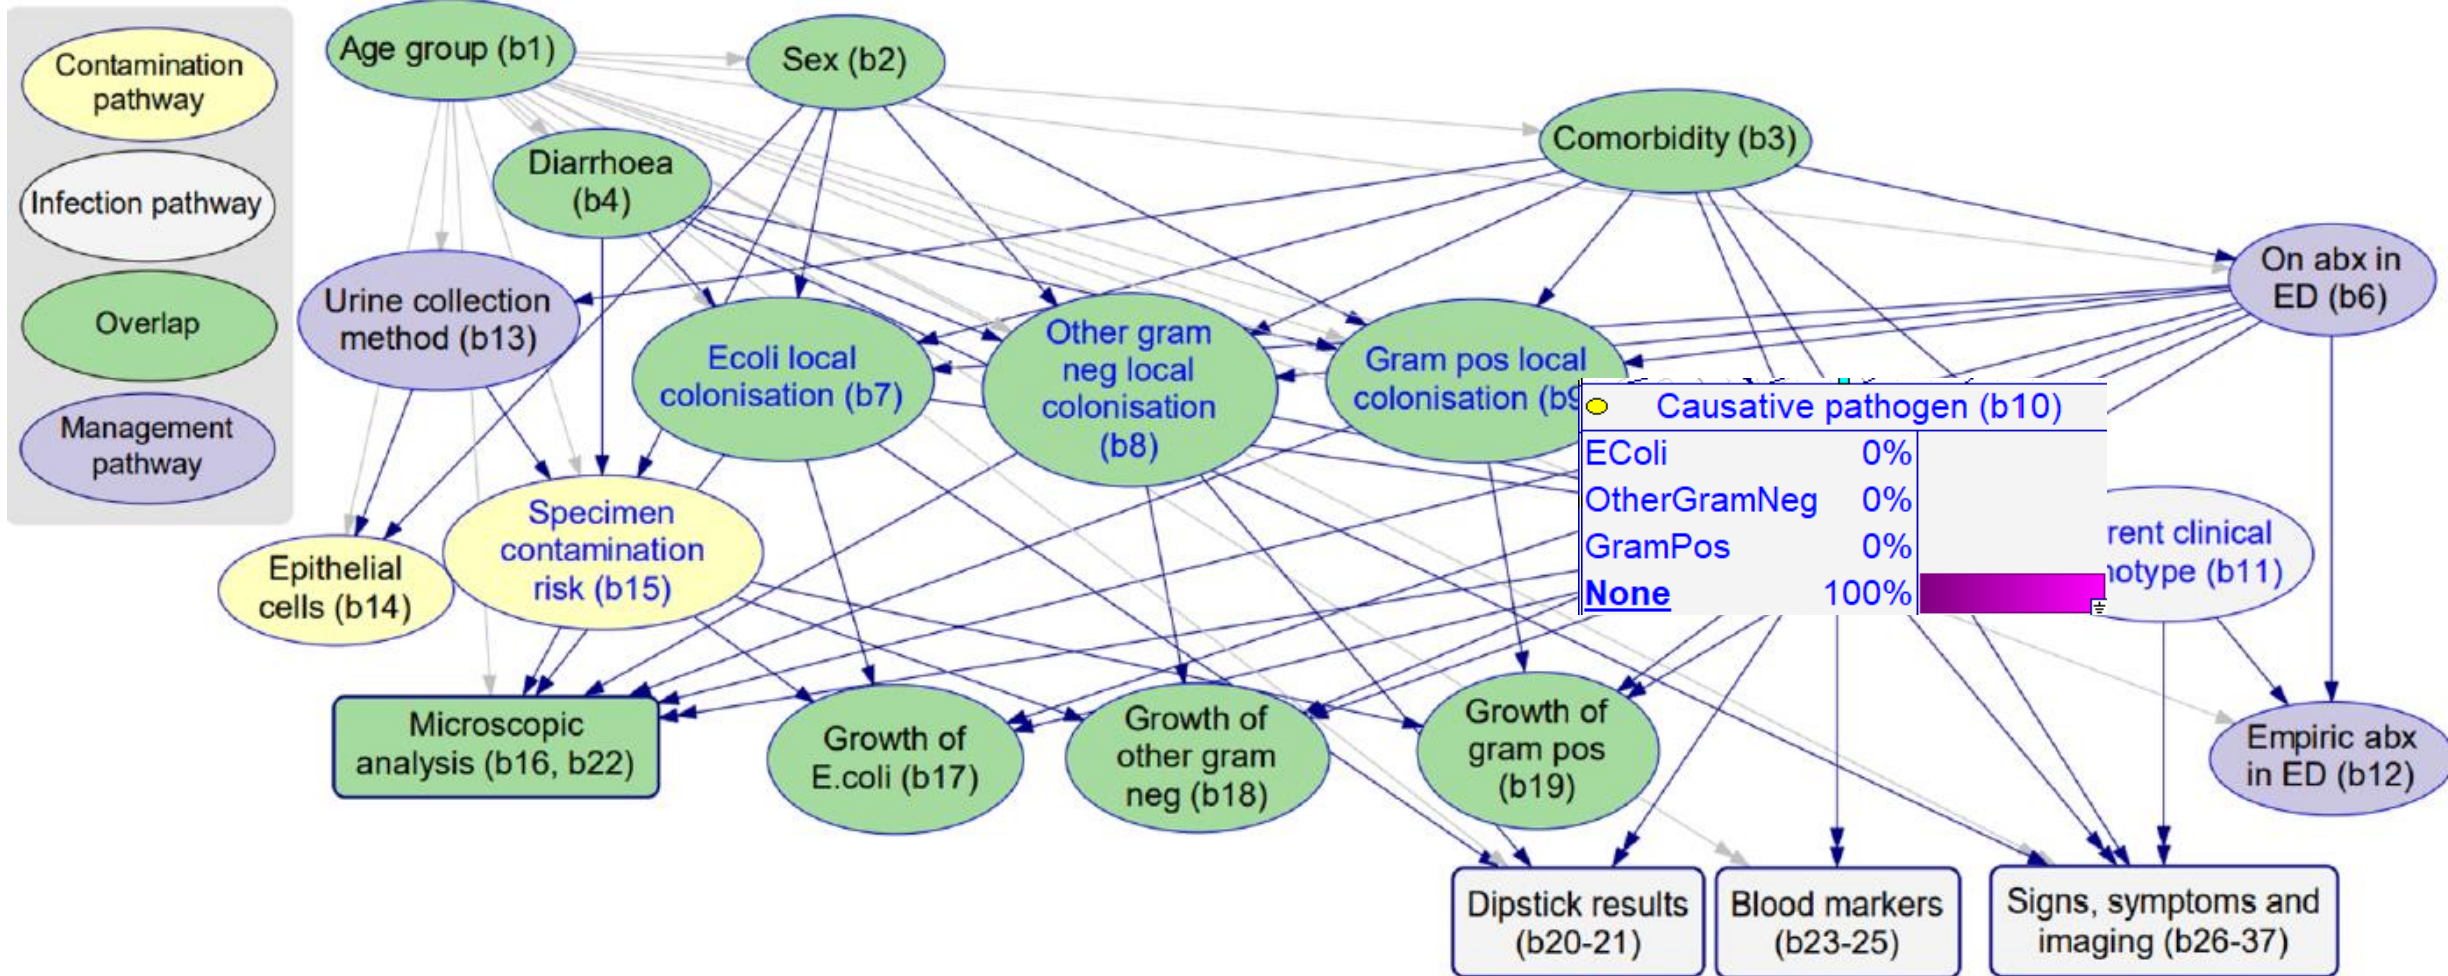 Contamination
pathway
Infection pathway
Overlap
Management
pathway
Age group (b1)
Sex (b2)
Comorbidity (b3)
Diarrhoea
(b4)
On abx in
ED (b6)
Urine collection
method (b13)
Ecoli local
colonisation (b7)
Other gram
neg local
colonisation
(b8)
Gram pos local
colonisation (b9
Causative pathogen (b10)
EColi 0%
OtherGramNeg 0%
GramPos 0%
None 100%
rent clinical
notype (b11)
Epithelial
cells (b14)
Specimen
contamination
risk (b15)
Microscopic
analysis (b16, b22)
Growth of
E.coli (b17)
Growth of
other gram
neg (b18)
Growth of
gram pos
(b19)
Empiric abx
in ED (b12)
Dipstick results
(b20-21)
Blood markers
(b23-25)
Signs, symptoms and
imaging (b26-37)